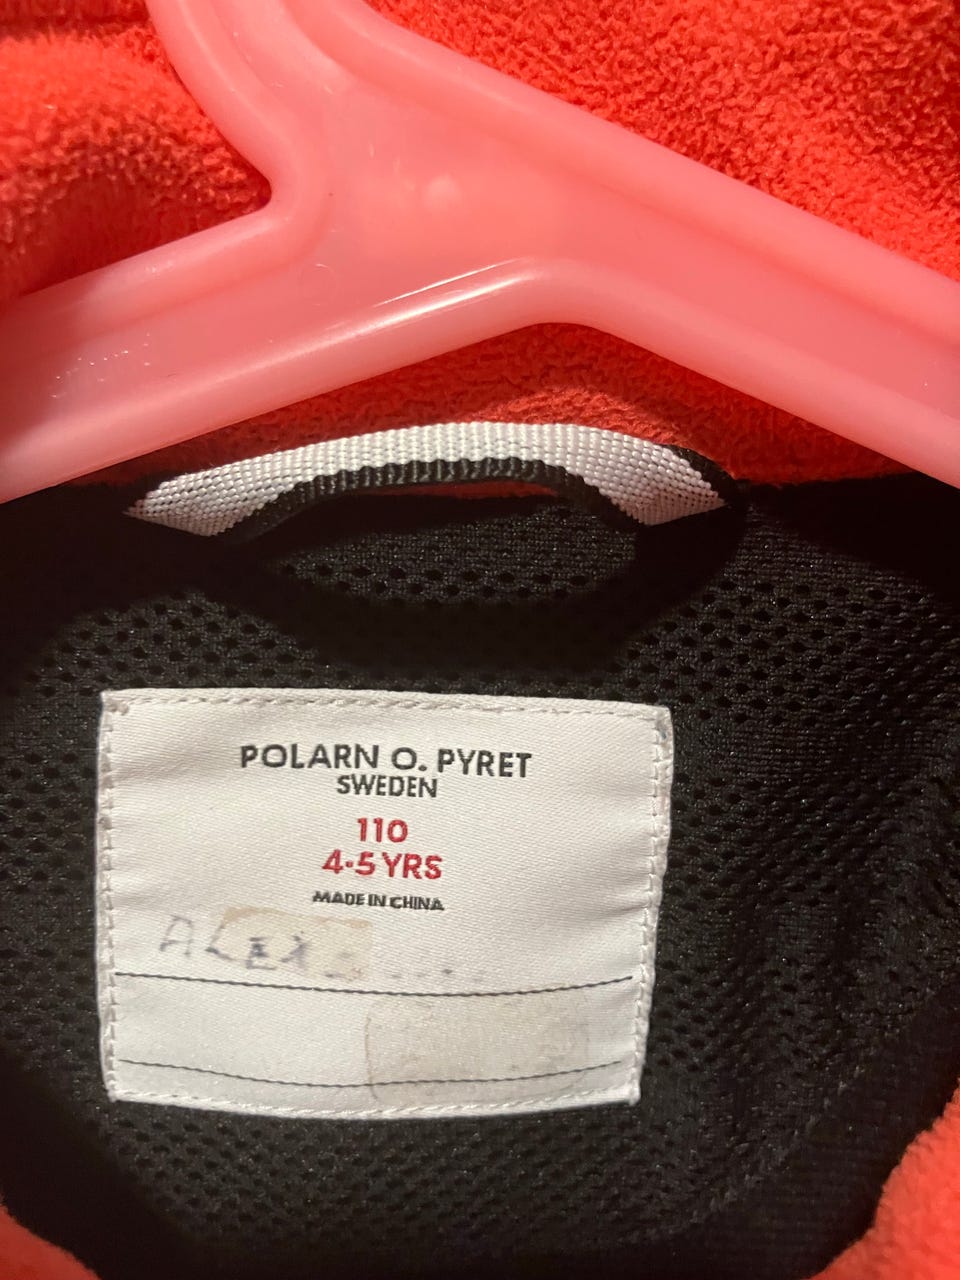 POLARN O. PYRET
SWEDEN
110
4-5 YRS
MADE IN CHINA